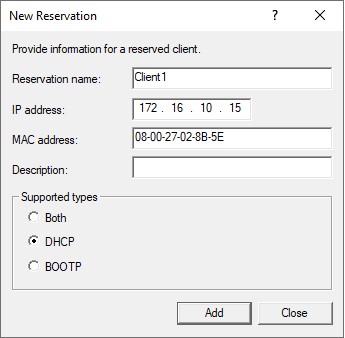 New Reservation ? ×
Provide information for a reserved client.
Reservation name: Client1
IP address: 172 . 16 . 10 . 15
MAC address: 08-00-27-02-8B-5E
Description:
Supported types
Both
DHCP
BOOTP
Add Close